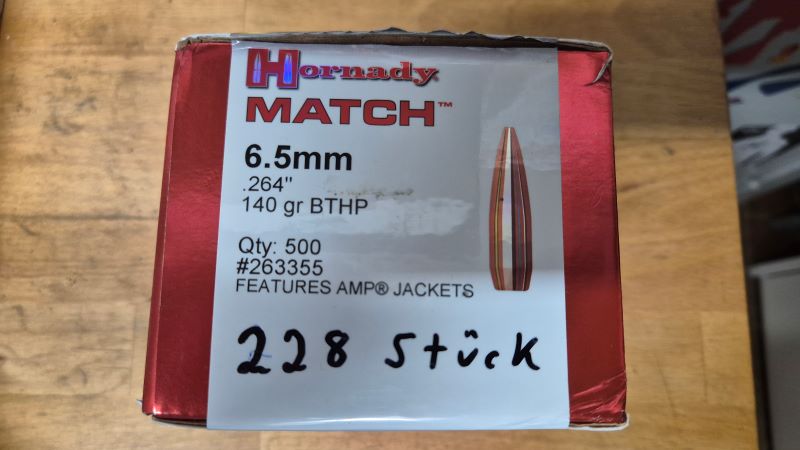 Hornady
MATCH™
6.5mm
.264"
140 gr BTHP
Qty: 500
#263355
FEATURES AMP® JACKETS
228 Stück